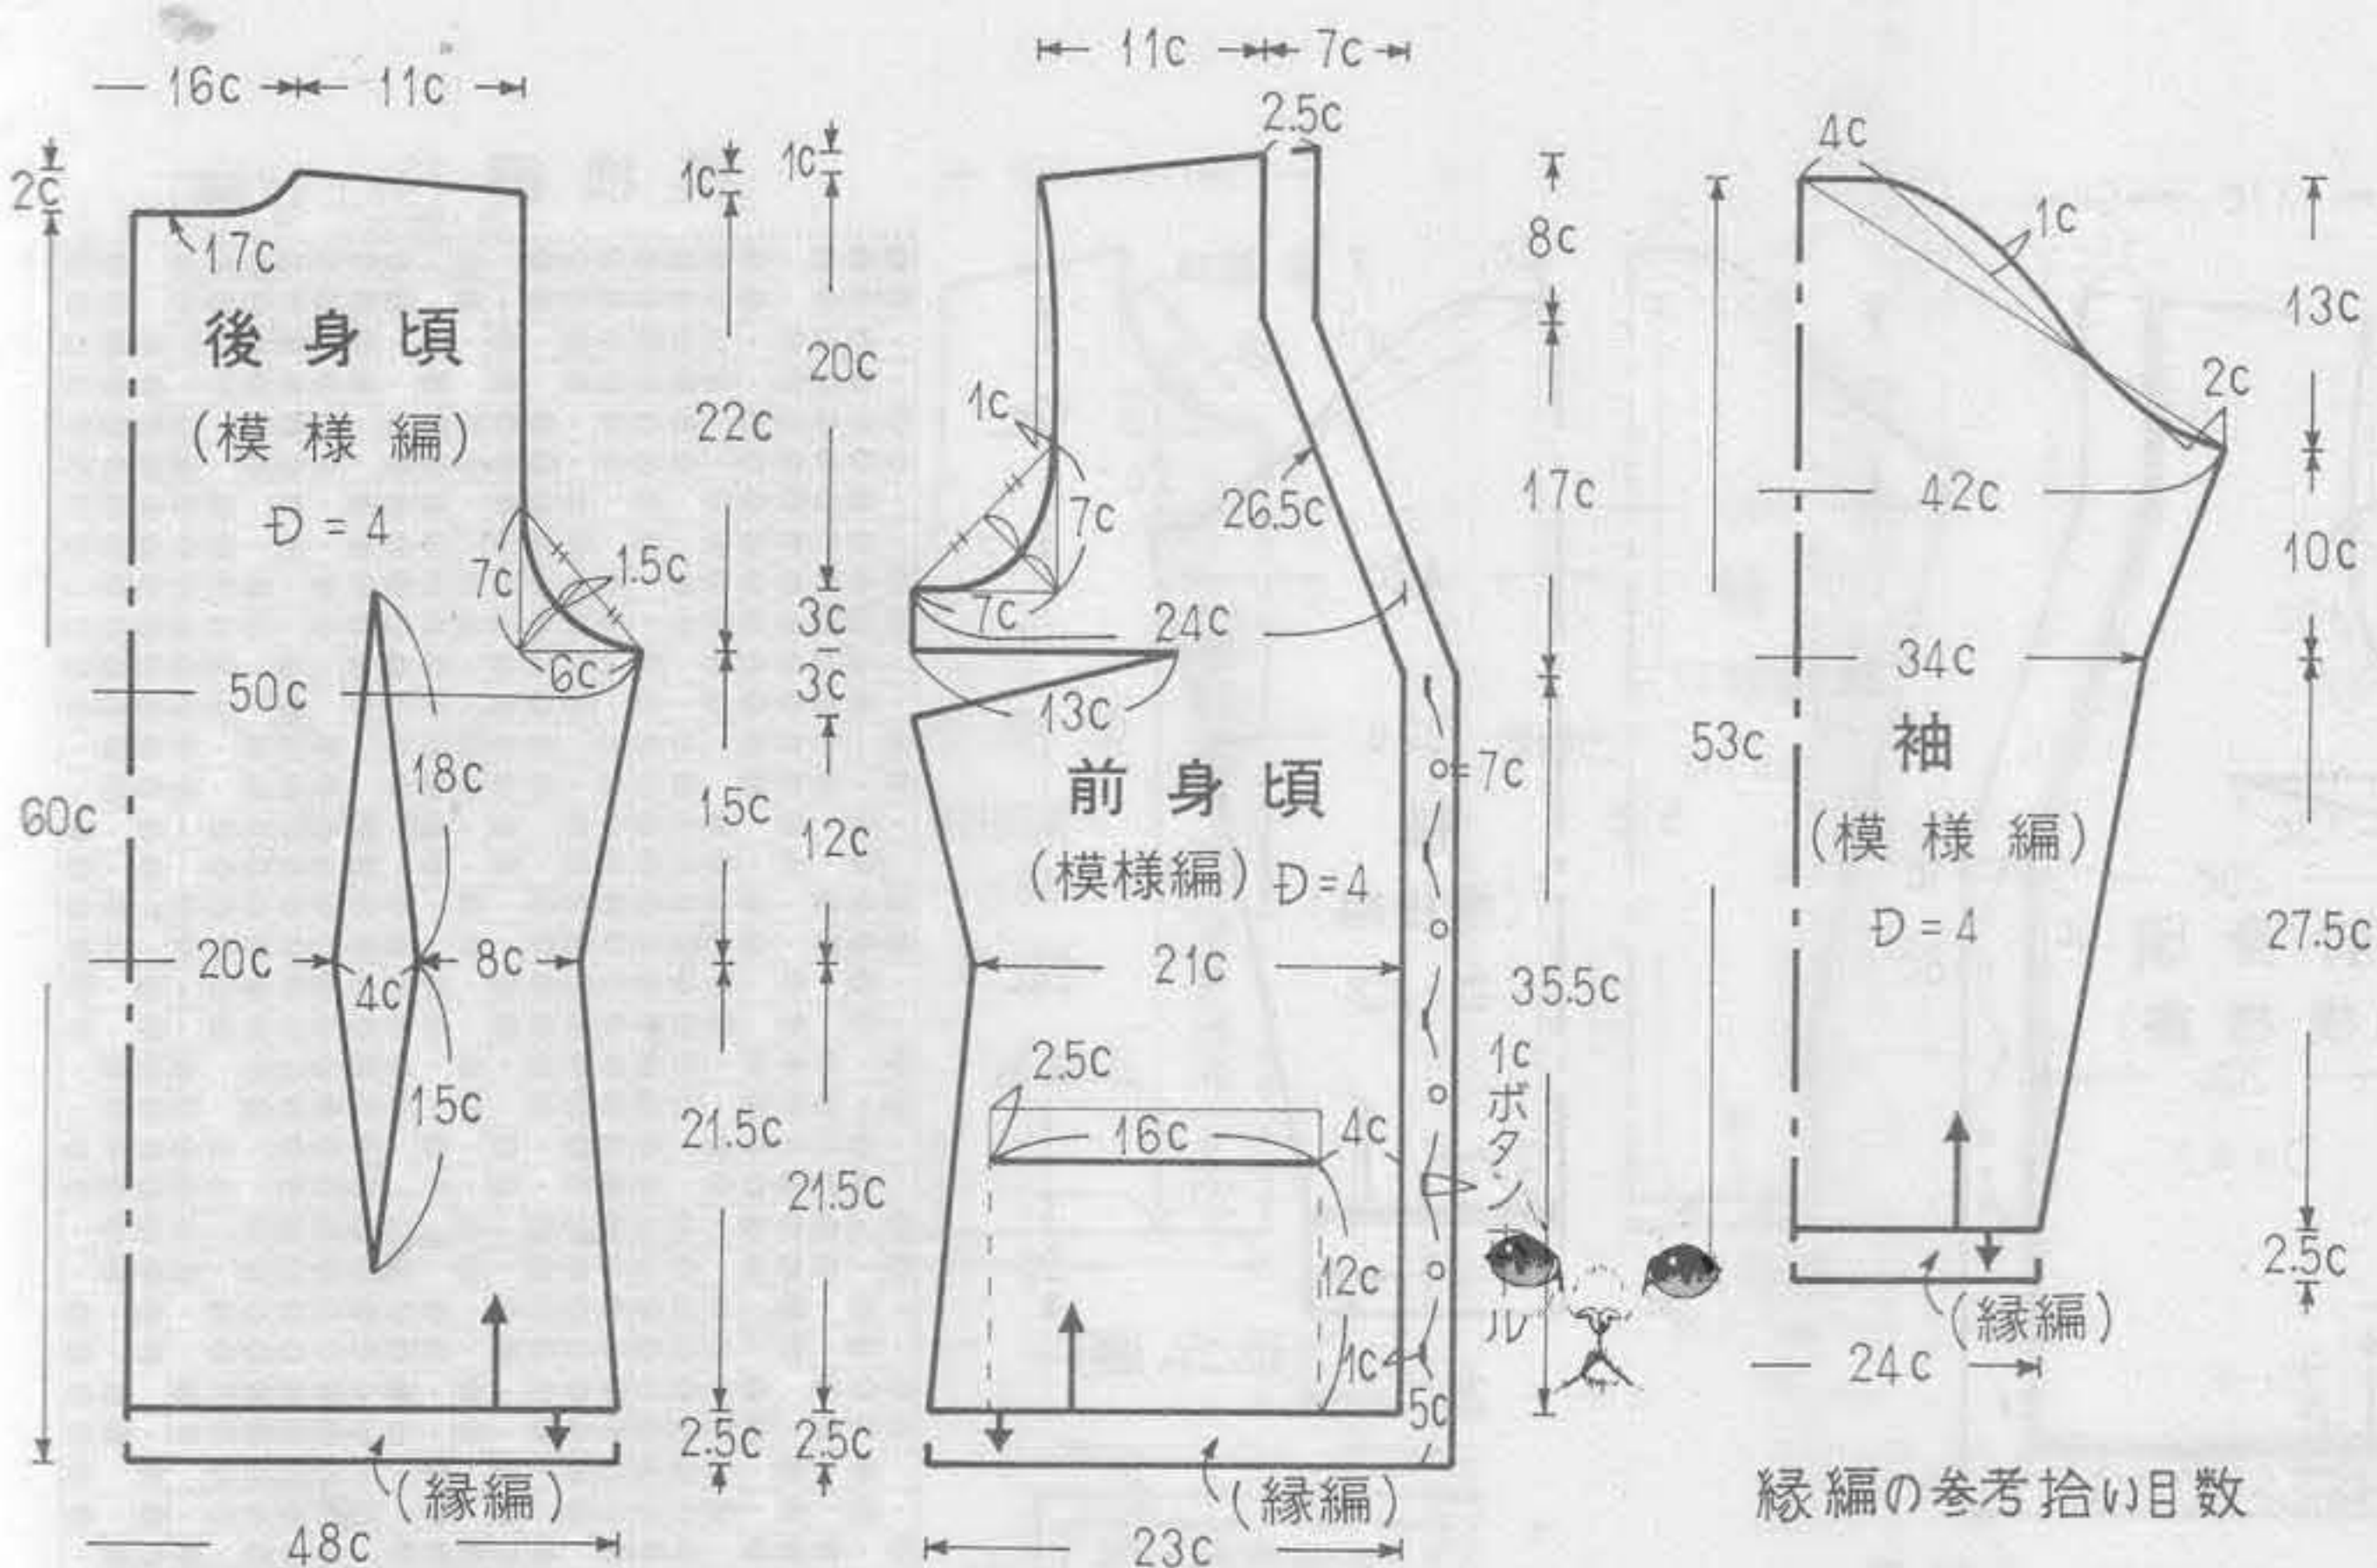 16c
11c
2c
17c
後身頃
(模様編)
Đ = 4
7c
1.5c
6c
50c
18c
60c
20c
4c
8c
15c
(縁編)
48c
1c
22c
15c
21.5c
2.5c
1c
20c
3c
3c
12c
21.5c
2.5c
11c
7c
2.5c
1c
7c
7c
26.5c
24c
13c
前身頃
(模様編) Đ=4
7c
21c
2.5c
16c
4c
12c
1c
5c
(縁編)
23c
8c
17c
35.5c
1c
ボタン
ル
4c
1c
2c
42c
34c
53c
袖
(模様編)
Đ = 4
(縁編)
24c
13c
10c
27.5c
2.5c
縁編の参考拾い目数